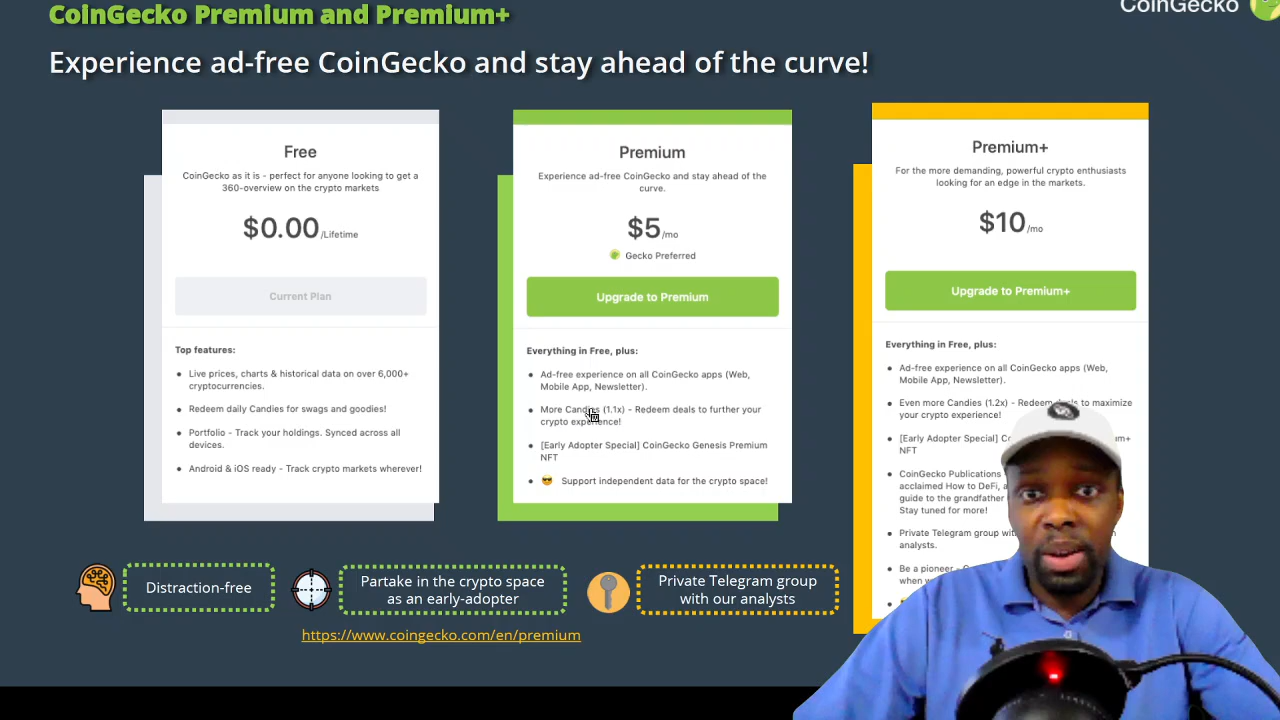 CoinGecko Premium and Premium+
CoinGecko
Experience ad-free CoinGecko and stay ahead of the curve!
Free
CoinGecko as it is - perfect for anyone looking to get a
360-overview on the crypto markets
$0.00 /Lifetime
Current Plan
Top features:
• Live prices, charts & historical data on over 6,000+
cryptocurrencies.
• Redeem daily Candies for swags and goodies!
• Portfolio - Track your holdings. Synced across all
devices.
• Android & iOS ready - Track crypto markets wherever!
Premium
Experience ad-free CoinGecko and stay ahead of the
curve.
$5 /mo
Gecko Preferred
Upgrade to Premium
Everything in Free, plus:
• Ad-free experience on all CoinGecko apps (Web,
Mobile App, Newsletter).
• More Candies (1.1x) - Redeem deals to further your
crypto experience!
• [Early Adopter Special] CoinGecko Genesis Premium
NFT
• 😎 Support independent data for the crypto space!
Premium+
For the more demanding, powerful crypto enthusiasts
looking for an edge in the markets.
$10 /mo
Upgrade to Premium+
Everything in Free, plus:
• Ad-free experience on all CoinGecko apps (Web,
Mobile App, Newsletter).
• Even more Candies (1.2x) - Redeem deals to maximize
your crypto experience!
• [Early Adopter Special]
NFT
• CoinGecko Publications
acclaimed How to DeFi,
guide to the grandfather
Stay tuned for more!
• Private Telegram group
analysts.
• Be a pioneer -
when
Distraction-free
Partake in the crypto space
as an early-adopter
Private Telegram group
with our analysts
https://www.coingecko.com/en/premium